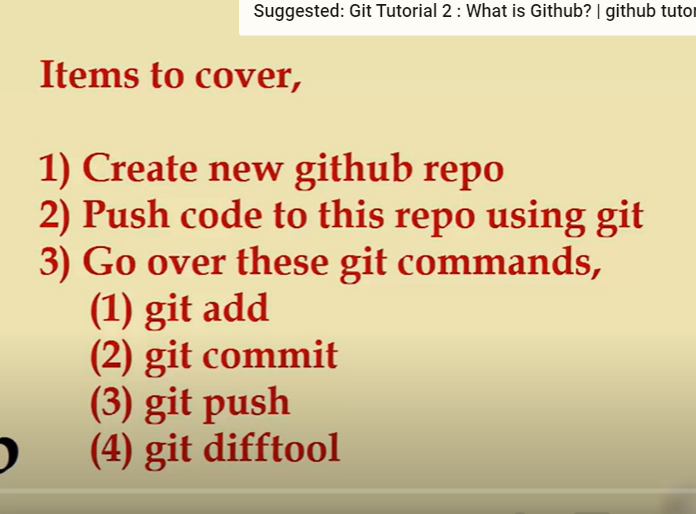 Suggested: Git Tutorial 2 : What is Github? | github
Items to cover,
1) Create new github repo
2) Push code to this repo using git
3) Go over these git commands,
(1) git add
(2) git commit
(3) git push
(4) git difftool